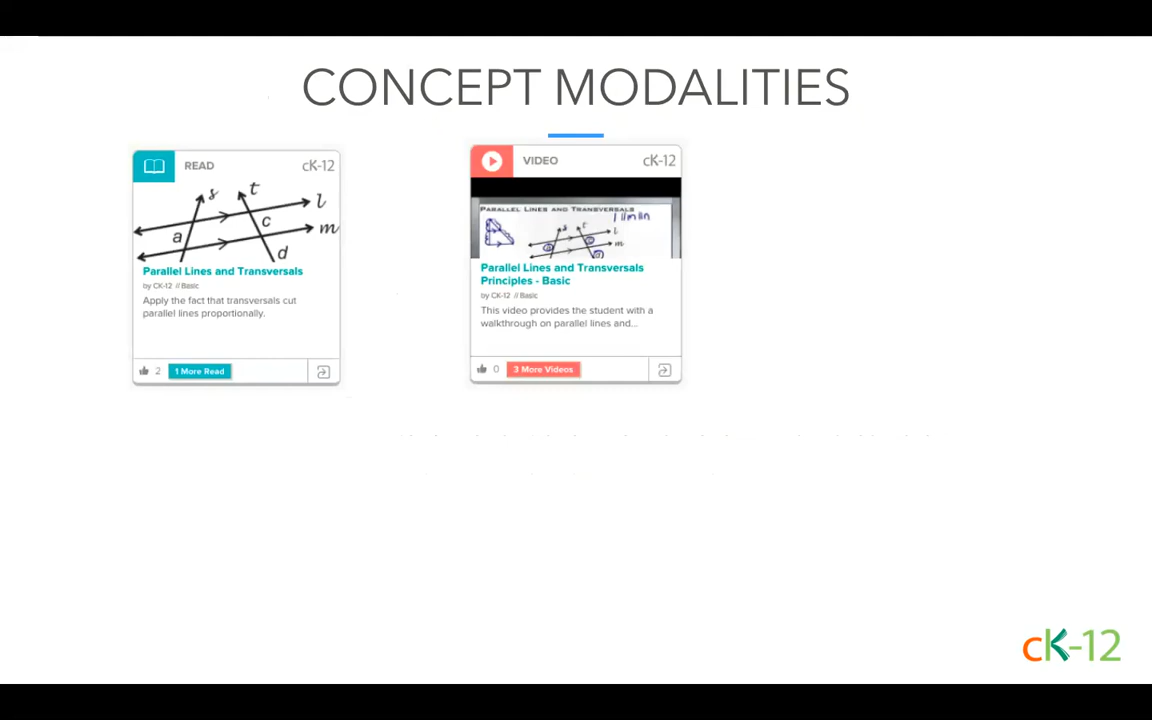 CONCEPT MODALITIES
READ
cK-12
s
t
l
c
m
a
d
Parallel Lines and Transversals
by CK-12 // Basic
Apply the fact that transversals cut
parallel lines proportionally.
2
1 More Read
VIDEO
cK-12
PARALLEL LINES AND TRANSVERSALS
s
t
l
m
Parallel Lines and Transversals
Principles - Basic
by CK-12 // Basic
This video provides the student with a
walkthrough on parallel lines and...
0
3 More Videos
cK-12